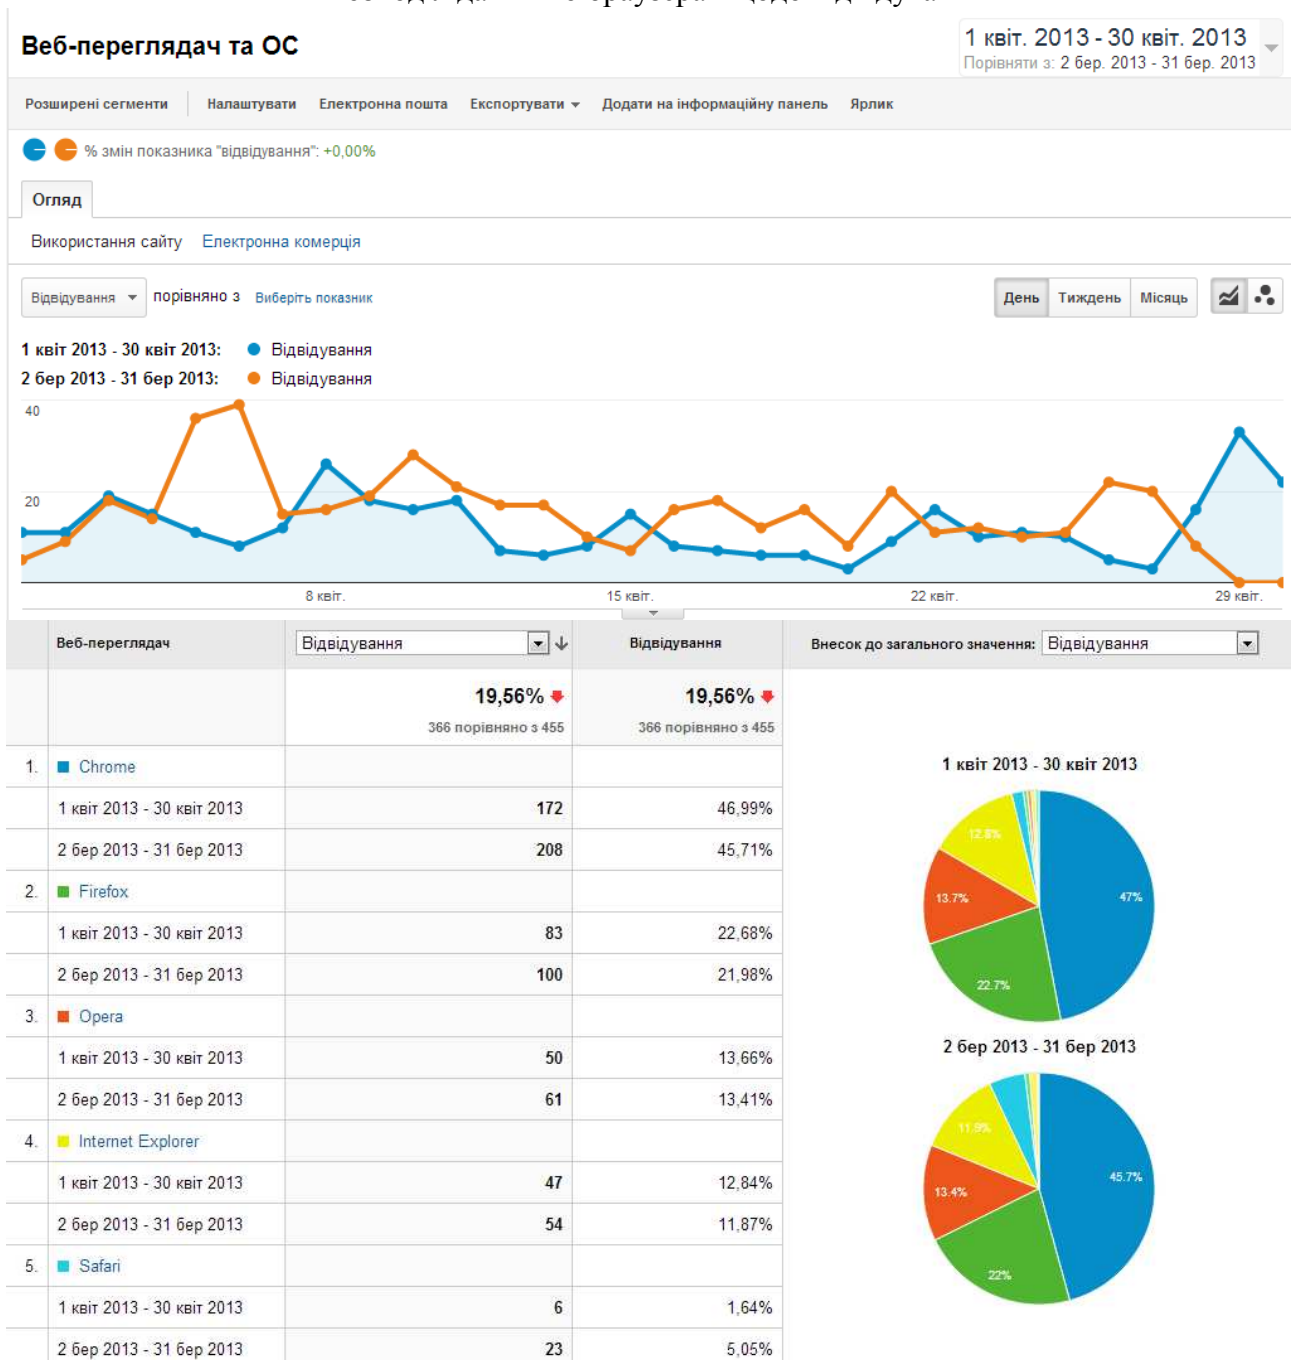 Веб-переглядач та ОС
1 квіт. 2013 - 30 квіт. 2013
Порівняти з: 2 бер. 2013 - 31 бер. 2013
Розширені сегменти Налаштувати Електронна пошта Експортувати Додати на інформаційну панель Ярлик
% змін показника "відвідування": +0,00%
Огляд
Використання сайту Електронна комерція
Відвідування порівняно з Виберіть показник
День Тиждень Місяць
1 квіт 2013 - 30 квіт 2013: Відвідування
2 бер 2013 - 31 бер 2013: Відвідування
40
20
8 квіт. 15 квіт. 22 квіт. 29 квіт.
Веб-переглядач Відвідування Відвідування Внесок до загального значення: Відвідування
19,56% 19,56%
366 порівняно з 455 366 порівняно з 455
1. Chrome
1 квіт 2013 - 30 квіт 2013 172 46,99%
2 бер 2013 - 31 бер 2013 208 45,71%
2. Firefox
1 квіт 2013 - 30 квіт 2013 83 22,68%
2 бер 2013 - 31 бер 2013 100 21,98%
3. Opera
1 квіт 2013 - 30 квіт 2013 50 13,66%
2 бер 2013 - 31 бер 2013 61 13,41%
4. Internet Explorer
1 квіт 2013 - 30 квіт 2013 47 12,84%
2 бер 2013 - 31 бер 2013 54 11,87%
5. Safari
1 квіт 2013 - 30 квіт 2013 6 1,64%
2 бер 2013 - 31 бер 2013 23 5,05%
1 квіт 2013 - 30 квіт 2013
12.8%
13.7%
47%
22.7%
2 бер 2013 - 31 бер 2013
11.9%
13.4%
45.7%
22%